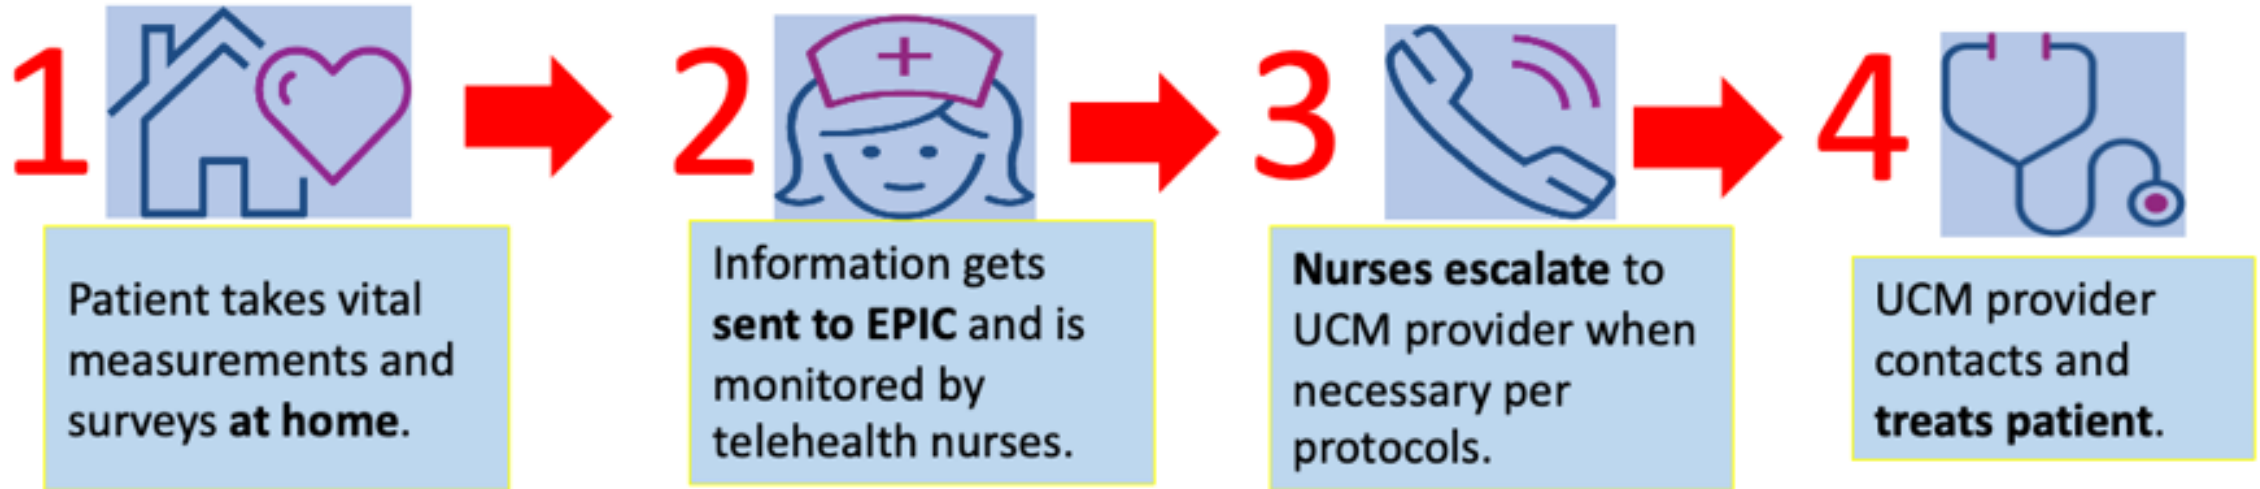 1
Patient takes vital
measurements and
surveys at home.
2
Information gets
sent to EPIC and is
monitored by
telehealth nurses.
3
Nurses escalate to
UCM provider when
necessary per
protocols.
4
UCM provider
contacts and
treats patient.